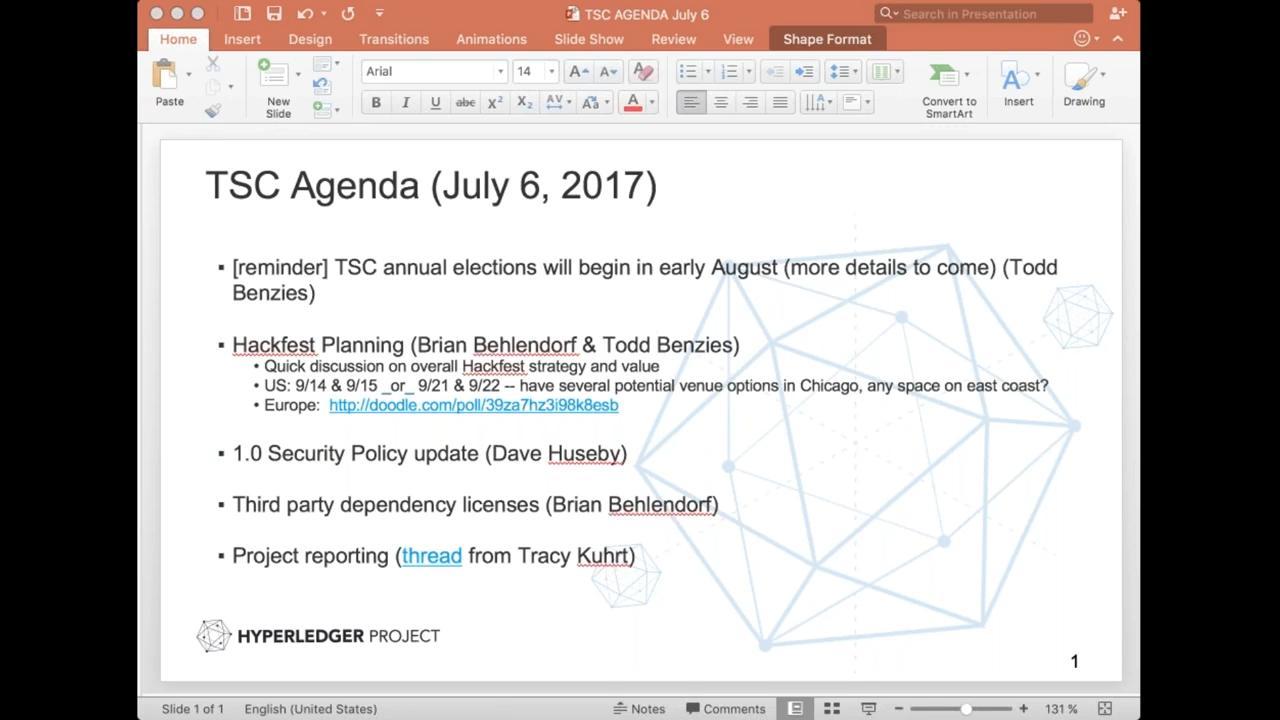 TSC AGENDA July 6
Search in Presentation
Home Insert Design Transitions Animations Slide Show Review View Shape Format
Arial 14
Paste New Slide Convert to SmartArt Insert Drawing
B I U abc X² X₂ AV Aa A
TSC Agenda (July 6, 2017)
▪ [reminder] TSC annual elections will begin in early August (more details to come) (Todd
Benzies)
▪ Hackfest Planning (Brian Behlendorf & Todd Benzies)
• Quick discussion on overall Hackfest strategy and value
• US: 9/14 & 9/15 _or_ 9/21 & 9/22 -- have several potential venue options in Chicago, any space on east coast?
• Europe: http://doodle.com/poll/39za7hz3i98k8esb
▪ 1.0 Security Policy update (Dave Huseby)
▪ Third party dependency licenses (Brian Behlendorf)
▪ Project reporting (thread from Tracy Kuhrt)
HYPERLEDGER PROJECT
1
Slide 1 of 1 English (United States) Notes Comments 131 %